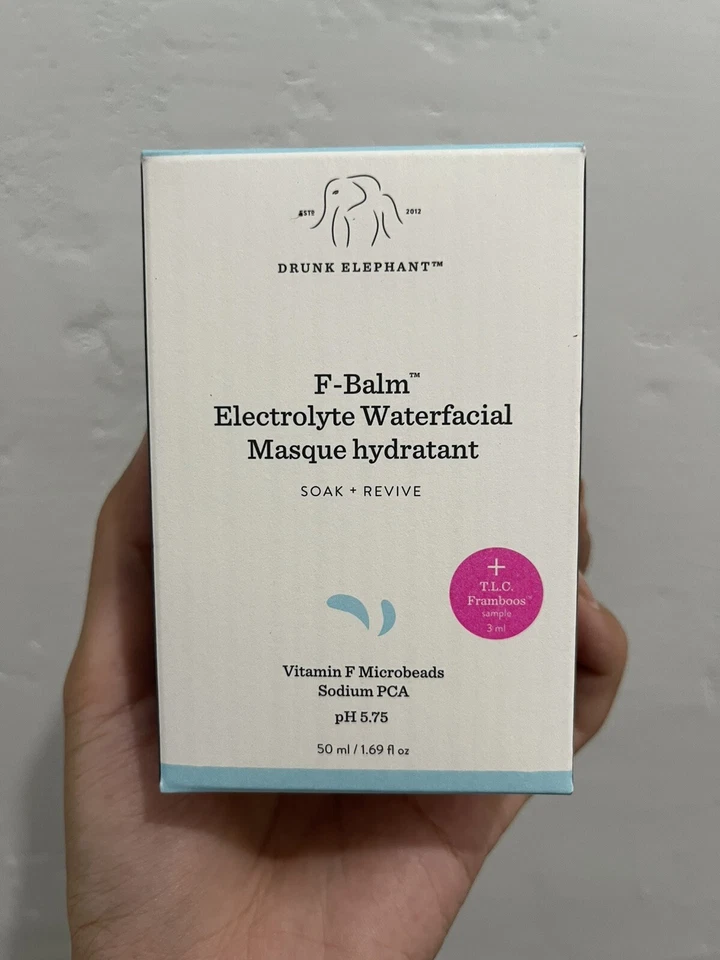 ESTD 2012
DRUNK ELEPHANT™
F-Balm™
Electrolyte Waterfacial
Masque hydratant
SOAK + REVIVE
+
T.L.C.
Framboos™
sample
3 ml
Vitamin F Microbeads
Sodium PCA
pH 5.75
50 ml / 1.69 fl oz